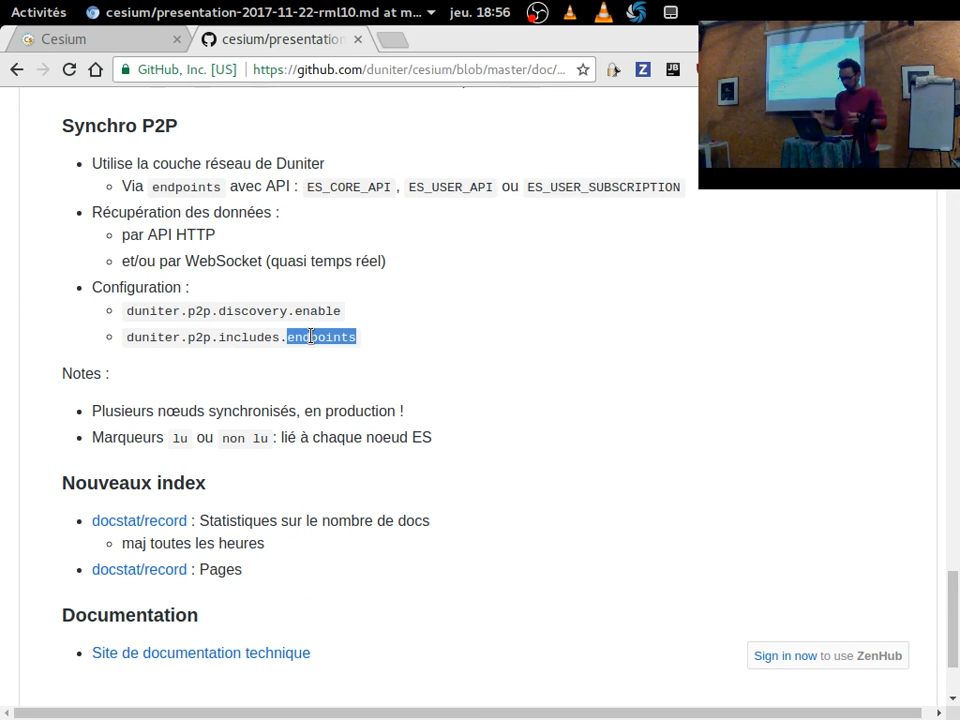 Activités
cesium/presentation-2017-11-22-rml10.md at m...
jeu. 18:56
Cesium
cesium/presentation
GitHub, Inc. [US]
https://github.com/duniter/cesium/blob/master/doc/...
Z
JB
Synchro P2P
Utilise la couche réseau de Duniter
Via endpoints avec API : ES_CORE_API , ES_USER_API ou ES_USER_SUBSCRIPTION
Récupération des données :
par API HTTP
et/ou par WebSocket (quasi temps réel)
Configuration :
duniter.p2p.discovery.enable
duniter.p2p.includes.endpoints
Notes :
Plusieurs nœuds synchronisés, en production !
Marqueurs lu ou non lu : lié à chaque noeud ES
Nouveaux index
docstat/record : Statistiques sur le nombre de docs
maj toutes les heures
docstat/record : Pages
Documentation
Site de documentation technique
Sign in now to use ZenHub